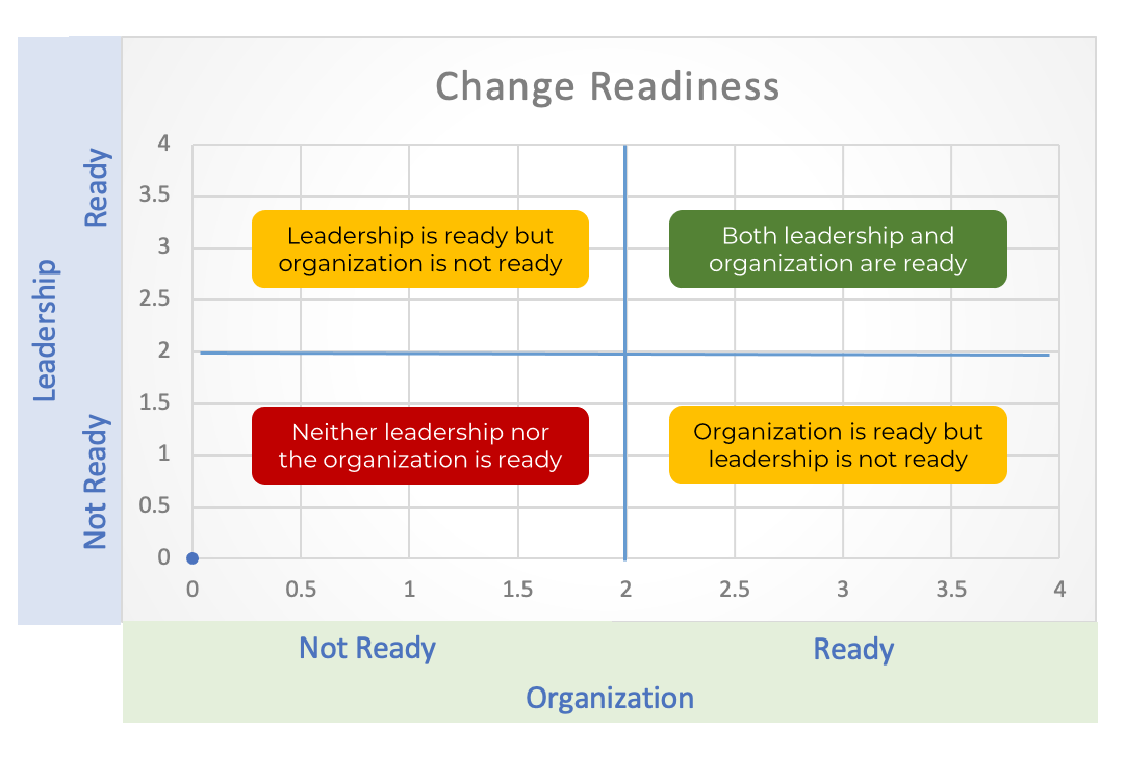 Change Readiness
Leadership
Ready
Not Ready
4
3.5
3
2.5
2
1.5
1
0.5
0
Leadership is ready but
organization is not ready
Both leadership and
organization are ready
Neither leadership nor
the organization is ready
Organization is ready but
leadership is not ready
0 0.5 1 1.5 2 2.5 3 3.5 4
Not Ready Ready
Organization